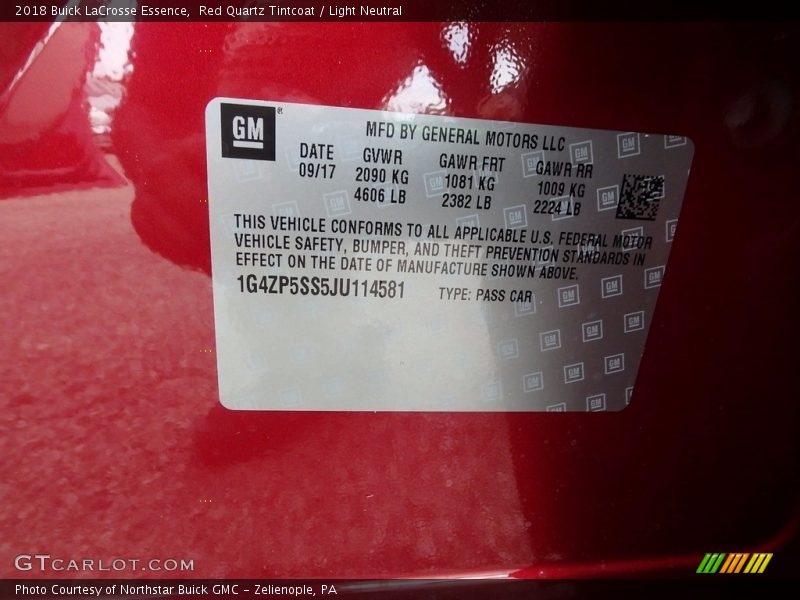 2018 Buick LaCrosse Essence,  Red Quartz Tintcoat / Light Neutral
GM®
MFD BY GENERAL MOTORS LLC
DATE GVWR GAWR FRT GAWR RR
09/17 2090 KG 1081 KG 1009 KG
4606 LB 2382 LB 2224 LB
THIS VEHICLE CONFORMS TO ALL APPLICABLE U.S. FEDERAL MOTOR
VEHICLE SAFETY, BUMPER, AND THEFT PREVENTION STANDARDS IN
EFFECT ON THE DATE OF MANUFACTURE SHOWN ABOVE.
1G4ZP5SS5JU114581 TYPE: PASS CAR
GTCARLOT.COM
Photo Courtesy of Northstar Buick GMC - Zelienople, PA